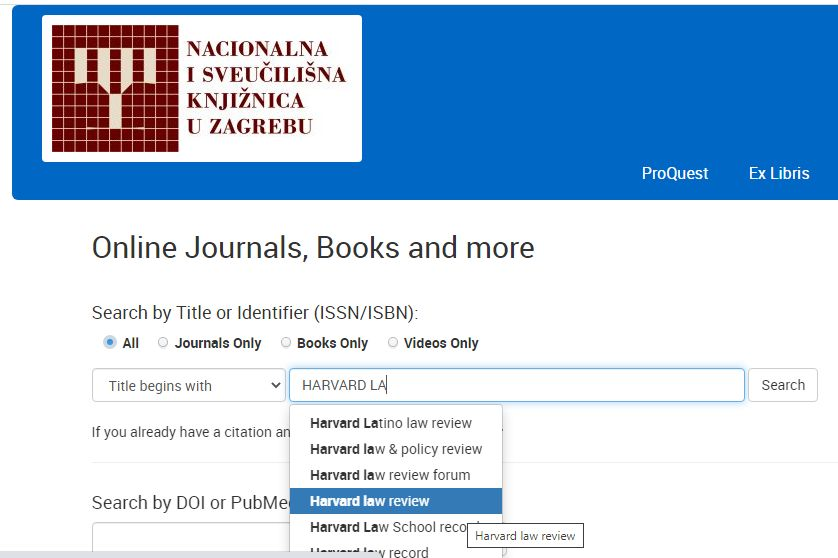 NACIONALNA
I SVEUČILIŠNA
KNJIŽNICA
U ZAGREBU
ProQuest Ex Libris
Online Journals, Books and more
Search by Title or Identifier (ISSN/ISBN):
All Journals Only Books Only Videos Only
Title begins with HARVARD LA Search
Harvard Latino law review
If you already have a citation an
Harvard law & policy review
Harvard law review forum
Harvard law review
Search by DOI or PubMe
Harvard Law School reco
Harvard law review
Harvard law record